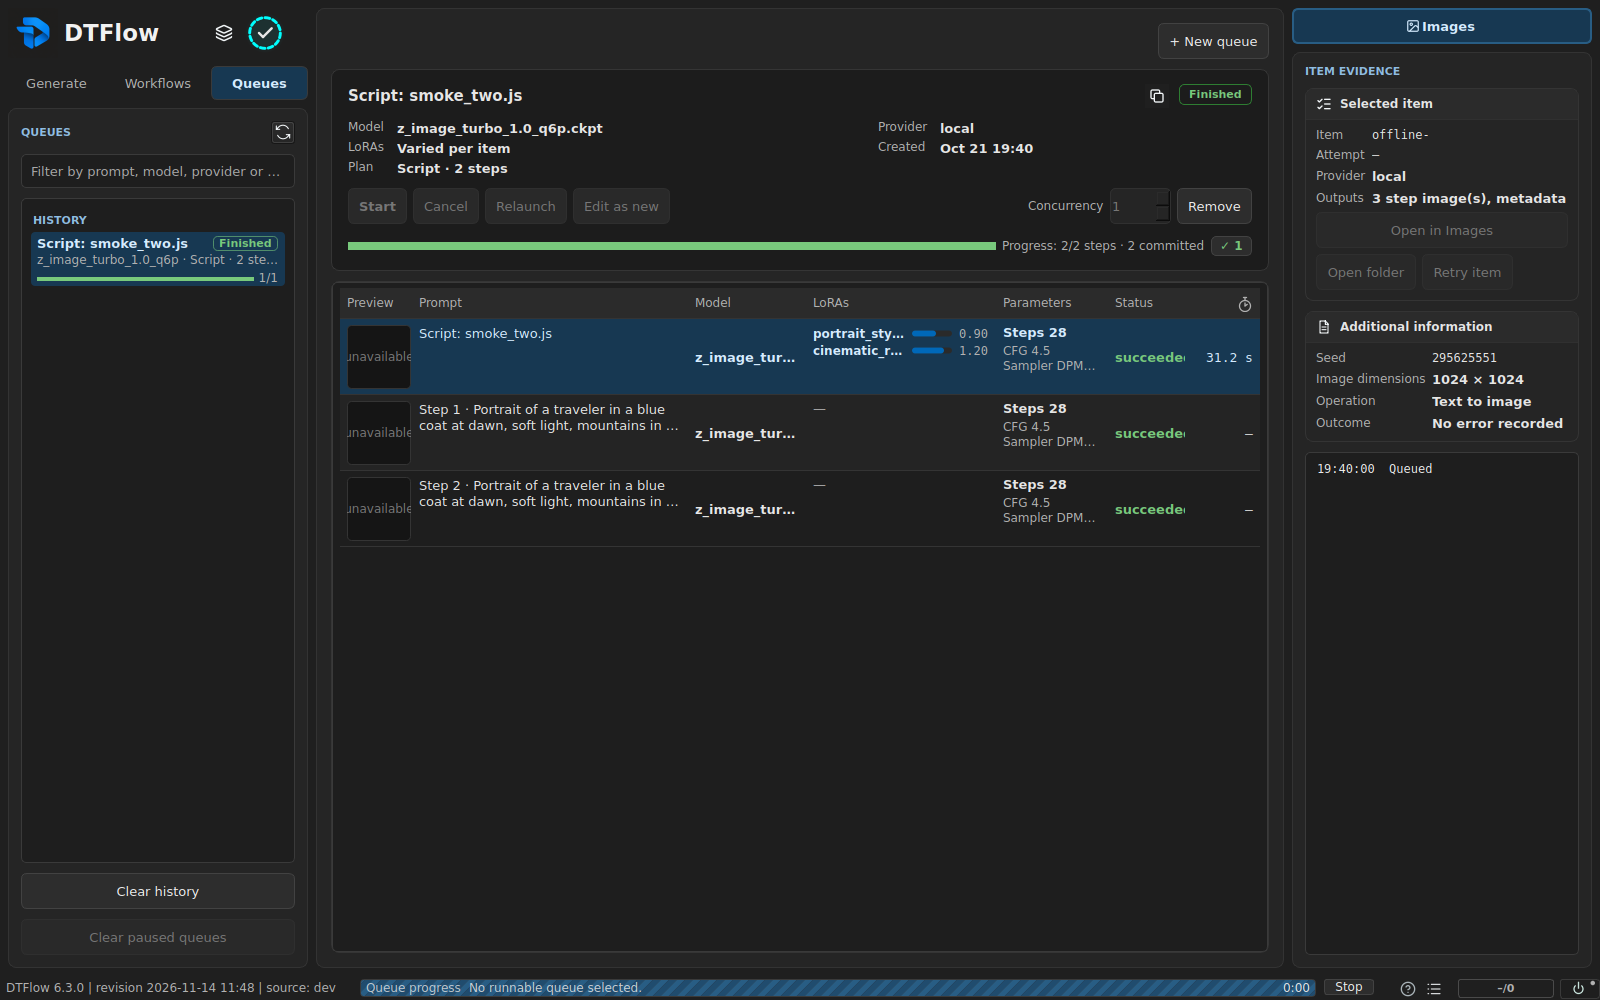 DTFlow
Generate
Workflows
Queues
QUEUES
Filter by prompt, model, provider or ...
HISTORY
Script: smoke_two.js
Finished
z_image_turbo_1.0_q6p · Script · 2 ste...
1/1
Clear history
Clear paused queues
+ New queue
Script: smoke_two.js
Finished
Model z_image_turbo_1.0_q6p.ckpt
LoRAs Varied per item
Plan Script · 2 steps
Provider local
Created Oct 21 19:40
Start
Cancel
Relaunch
Edit as new
Concurrency 1
Remove
Progress: 2/2 steps · 2 committed
✓ 1
Preview Prompt Model LoRAs Parameters Status
unavailable
Script: smoke_two.js
z_image_tur...
portrait_sty... 0.90
cinematic_r... 1.20
Steps 28
CFG 4.5
Sampler DPM...
succeede
31.2 s
unavailable
Step 1 · Portrait of a traveler in a blue
coat at dawn, soft light, mountains in ...
z_image_tur...
—
Steps 28
CFG 4.5
Sampler DPM...
succeede
—
unavailable
Step 2 · Portrait of a traveler in a blue
coat at dawn, soft light, mountains in ...
z_image_tur...
—
Steps 28
CFG 4.5
Sampler DPM...
succeede
—
Images
ITEM EVIDENCE
Selected item
Item offline-
Attempt —
Provider local
Outputs 3 step image(s), metadata
Open in Images
Open folder
Retry item
Additional information
Seed 295625551
Image dimensions 1024 × 1024
Operation Text to image
Outcome No error recorded
19:40:00 Queued
DTFlow 6.3.0 | revision 2026-11-14 11:48 | source: dev
Queue progress No runnable queue selected. 0:00
Stop
–/0